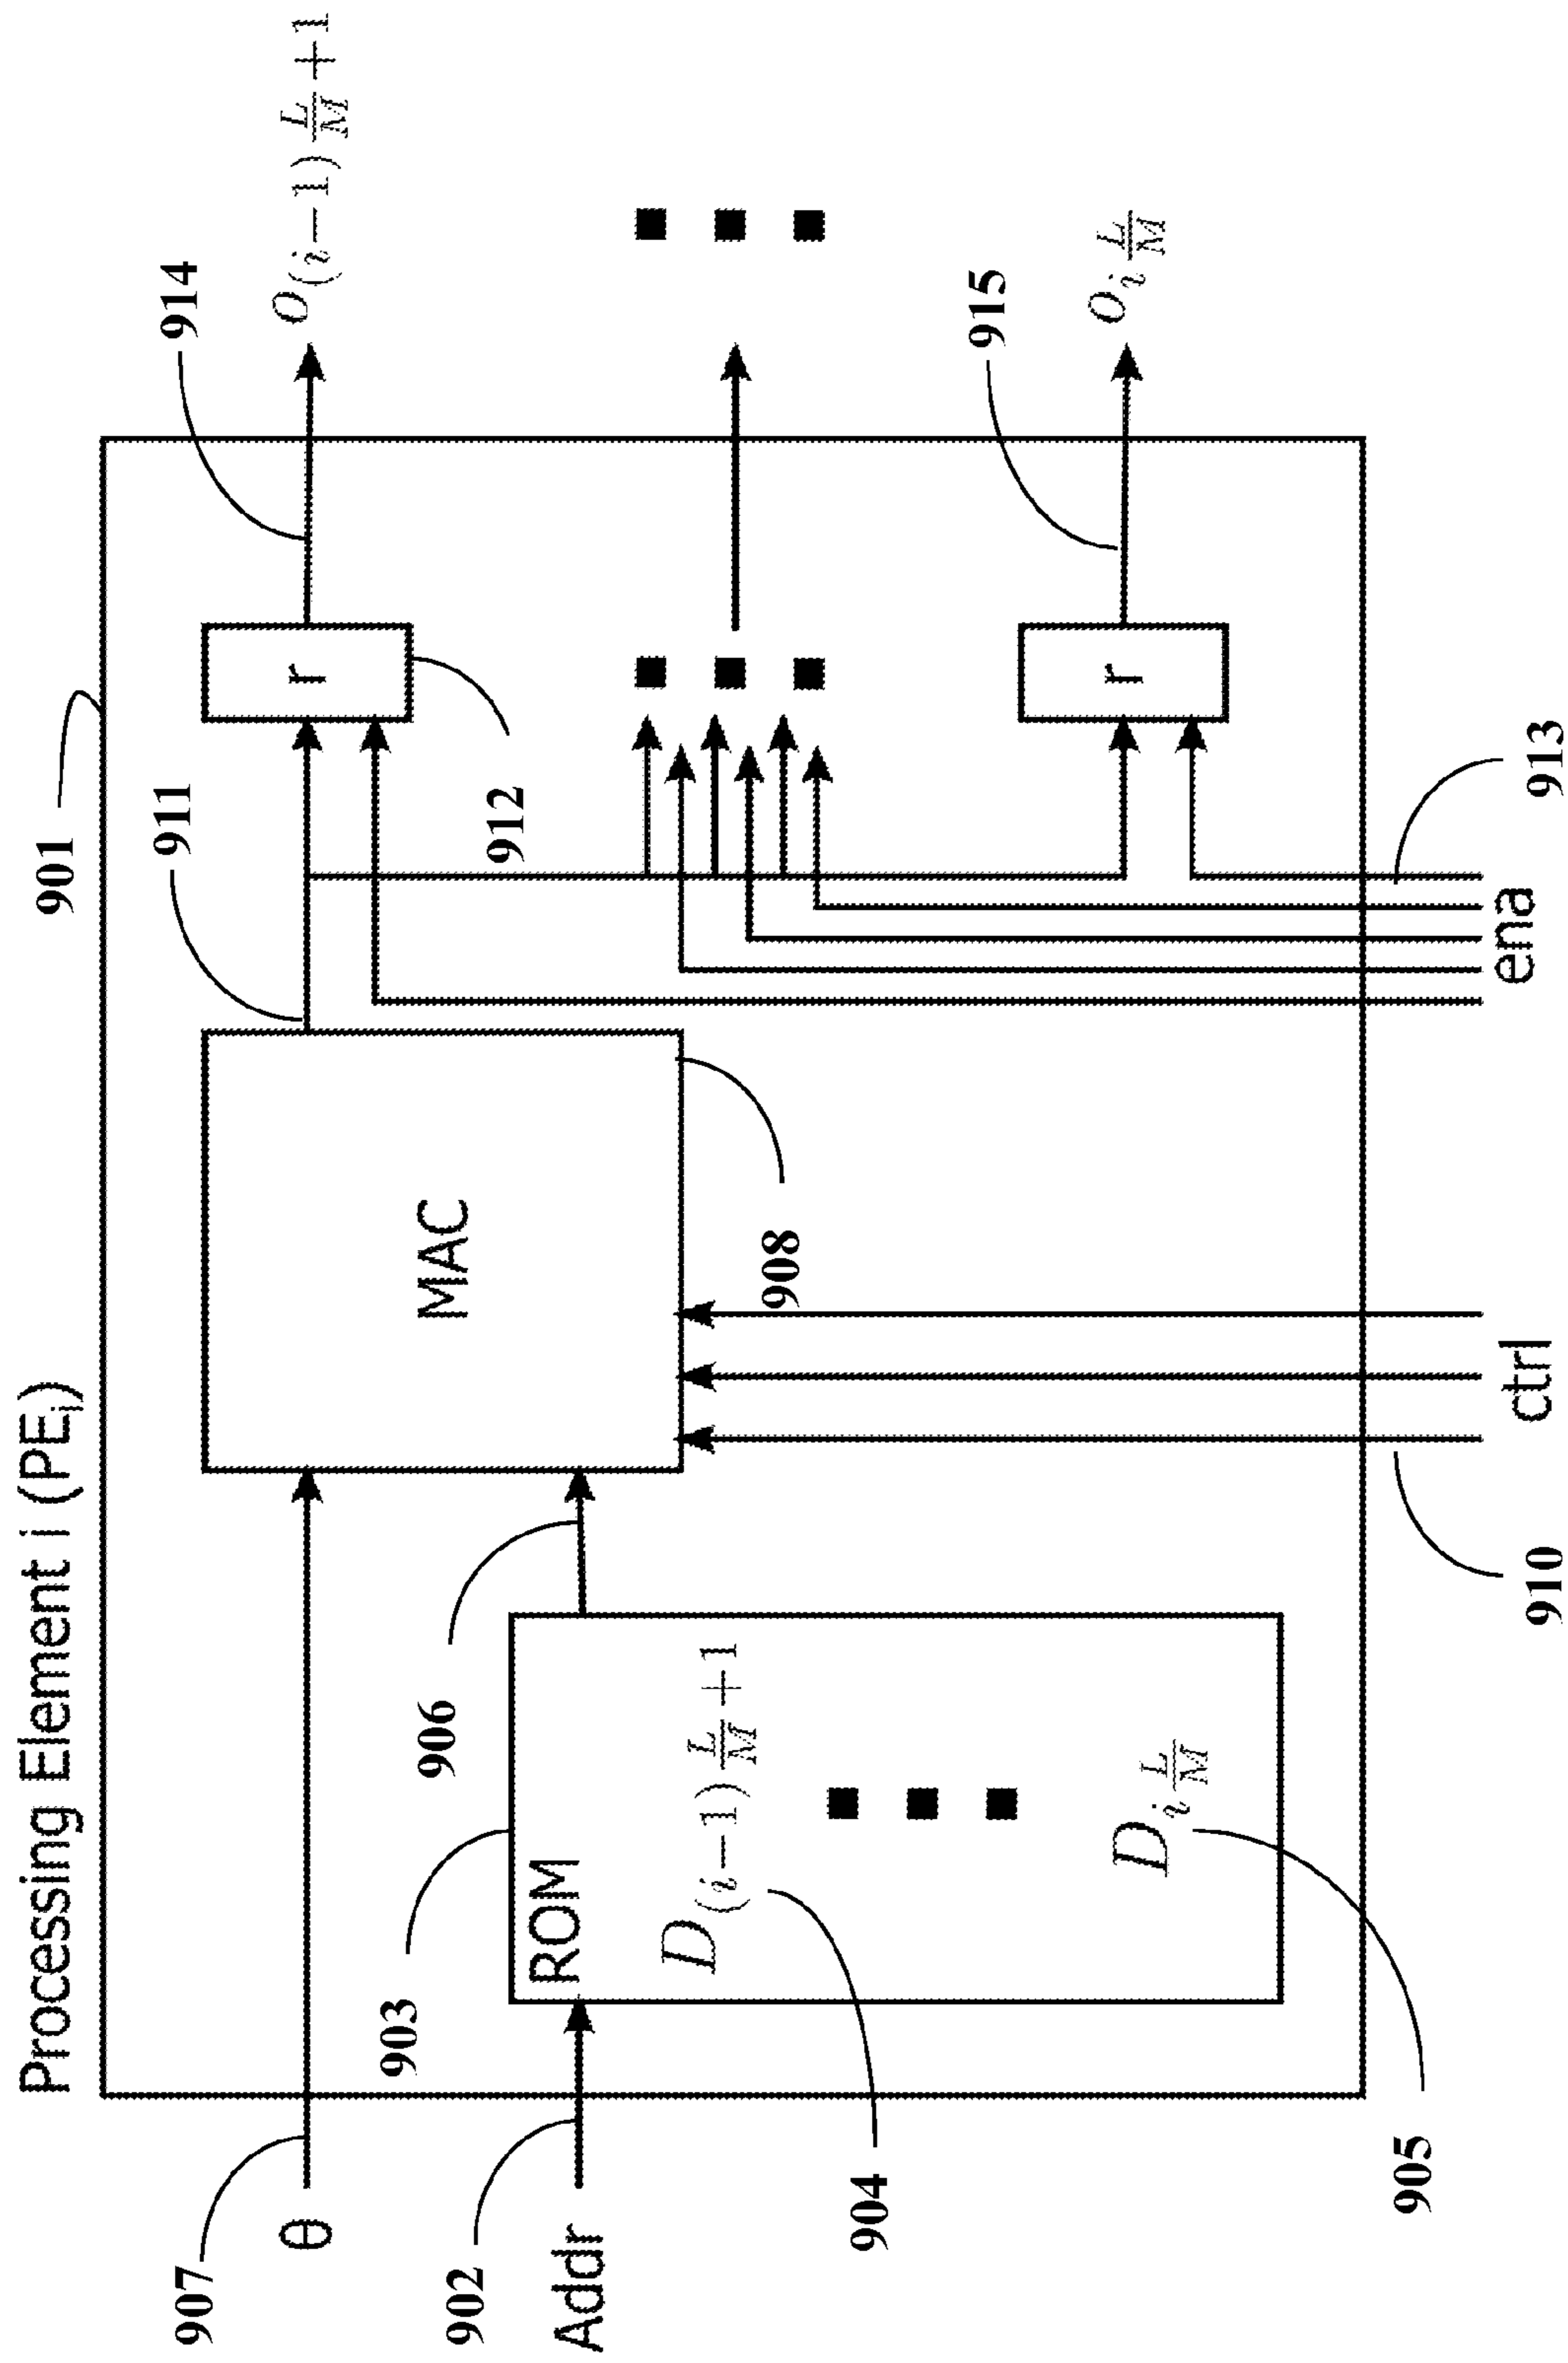 Processing Element i (PEi)
901
907
θ
902
Addr
903
ROM
904
D(i−1) L/M +1
905
Di L/M
906
MAC
908
ctrl
910
911
r
912
r
ena
913
914
O(i−1) L/M +1
915
Oi L/M